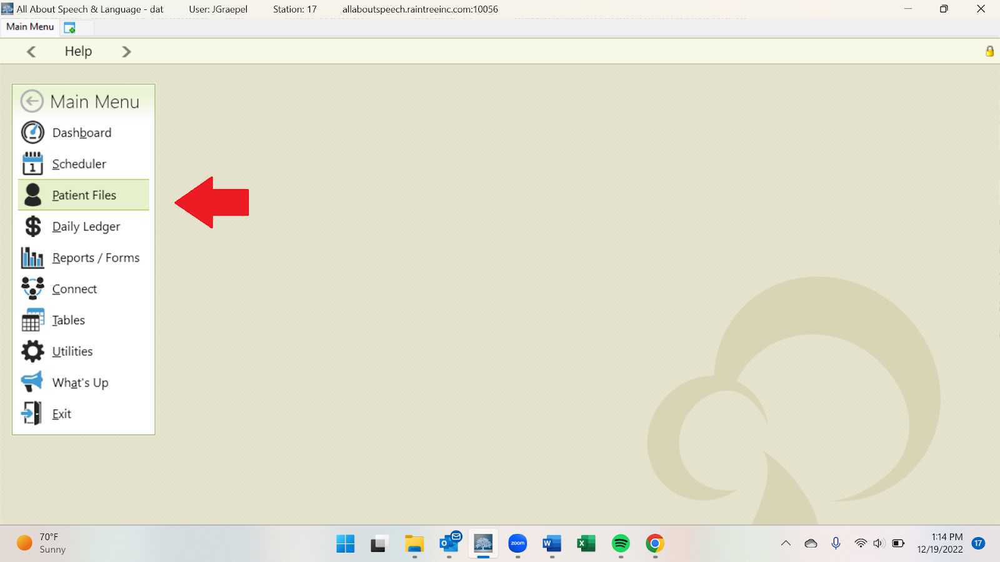 All About Speech & Language - dat User: JGraepel Station: 17 allaboutspeech.raintreeinc.com:10056
Main Menu
Help
Main Menu
Dashboard
1
Scheduler
Patient Files
$ Daily Ledger
Reports / Forms
Connect
Tables
Utilities
What's Up
Exit
70°F
Sunny
O
zoom
W
X
1:14 PM
12/19/2022
17